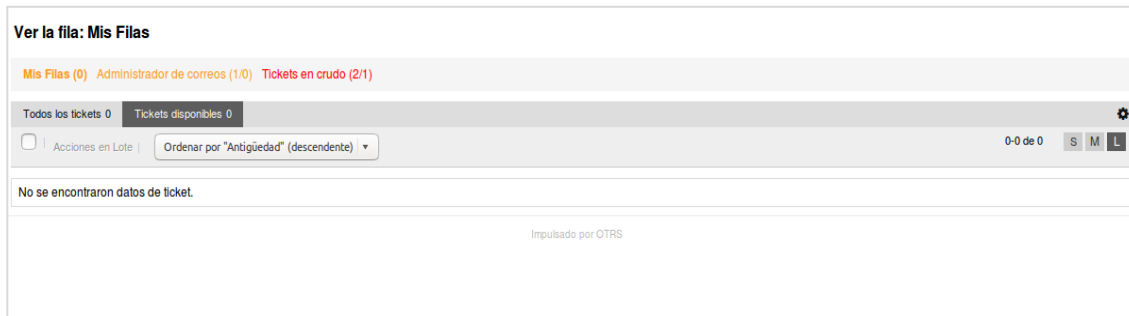 Ver la fila: Mis Filas
Mis Filas (0) Administrador de correos (1/0) Tickets en crudo (2/1)
Todos los tickets 0 Tickets disponibles 0
Acciones en Lote Ordenar por "Antigüedad" (descendente) 0-0 de 0 S M L
No se encontraron datos de ticket.
Impulsado por OTRS